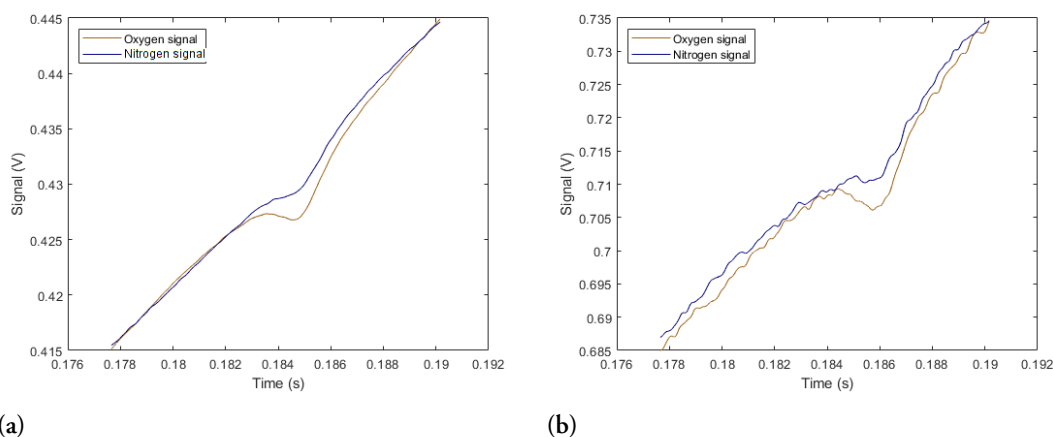 0.445
0.44
0.435
0.43
0.425
0.42
0.415
Signal (V)
Oxygen signal
Nitrogen signal
0.176 0.178 0.18 0.182 0.184 0.186 0.188 0.19 0.192
Time (s)
(a)
0.735
0.73
0.725
0.72
0.715
0.71
0.705
0.7
0.695
0.69
0.685
Signal (V)
Oxygen signal
Nitrogen signal
0.176 0.178 0.18 0.182 0.184 0.186 0.188 0.19 0.192
Time (s)
(b)